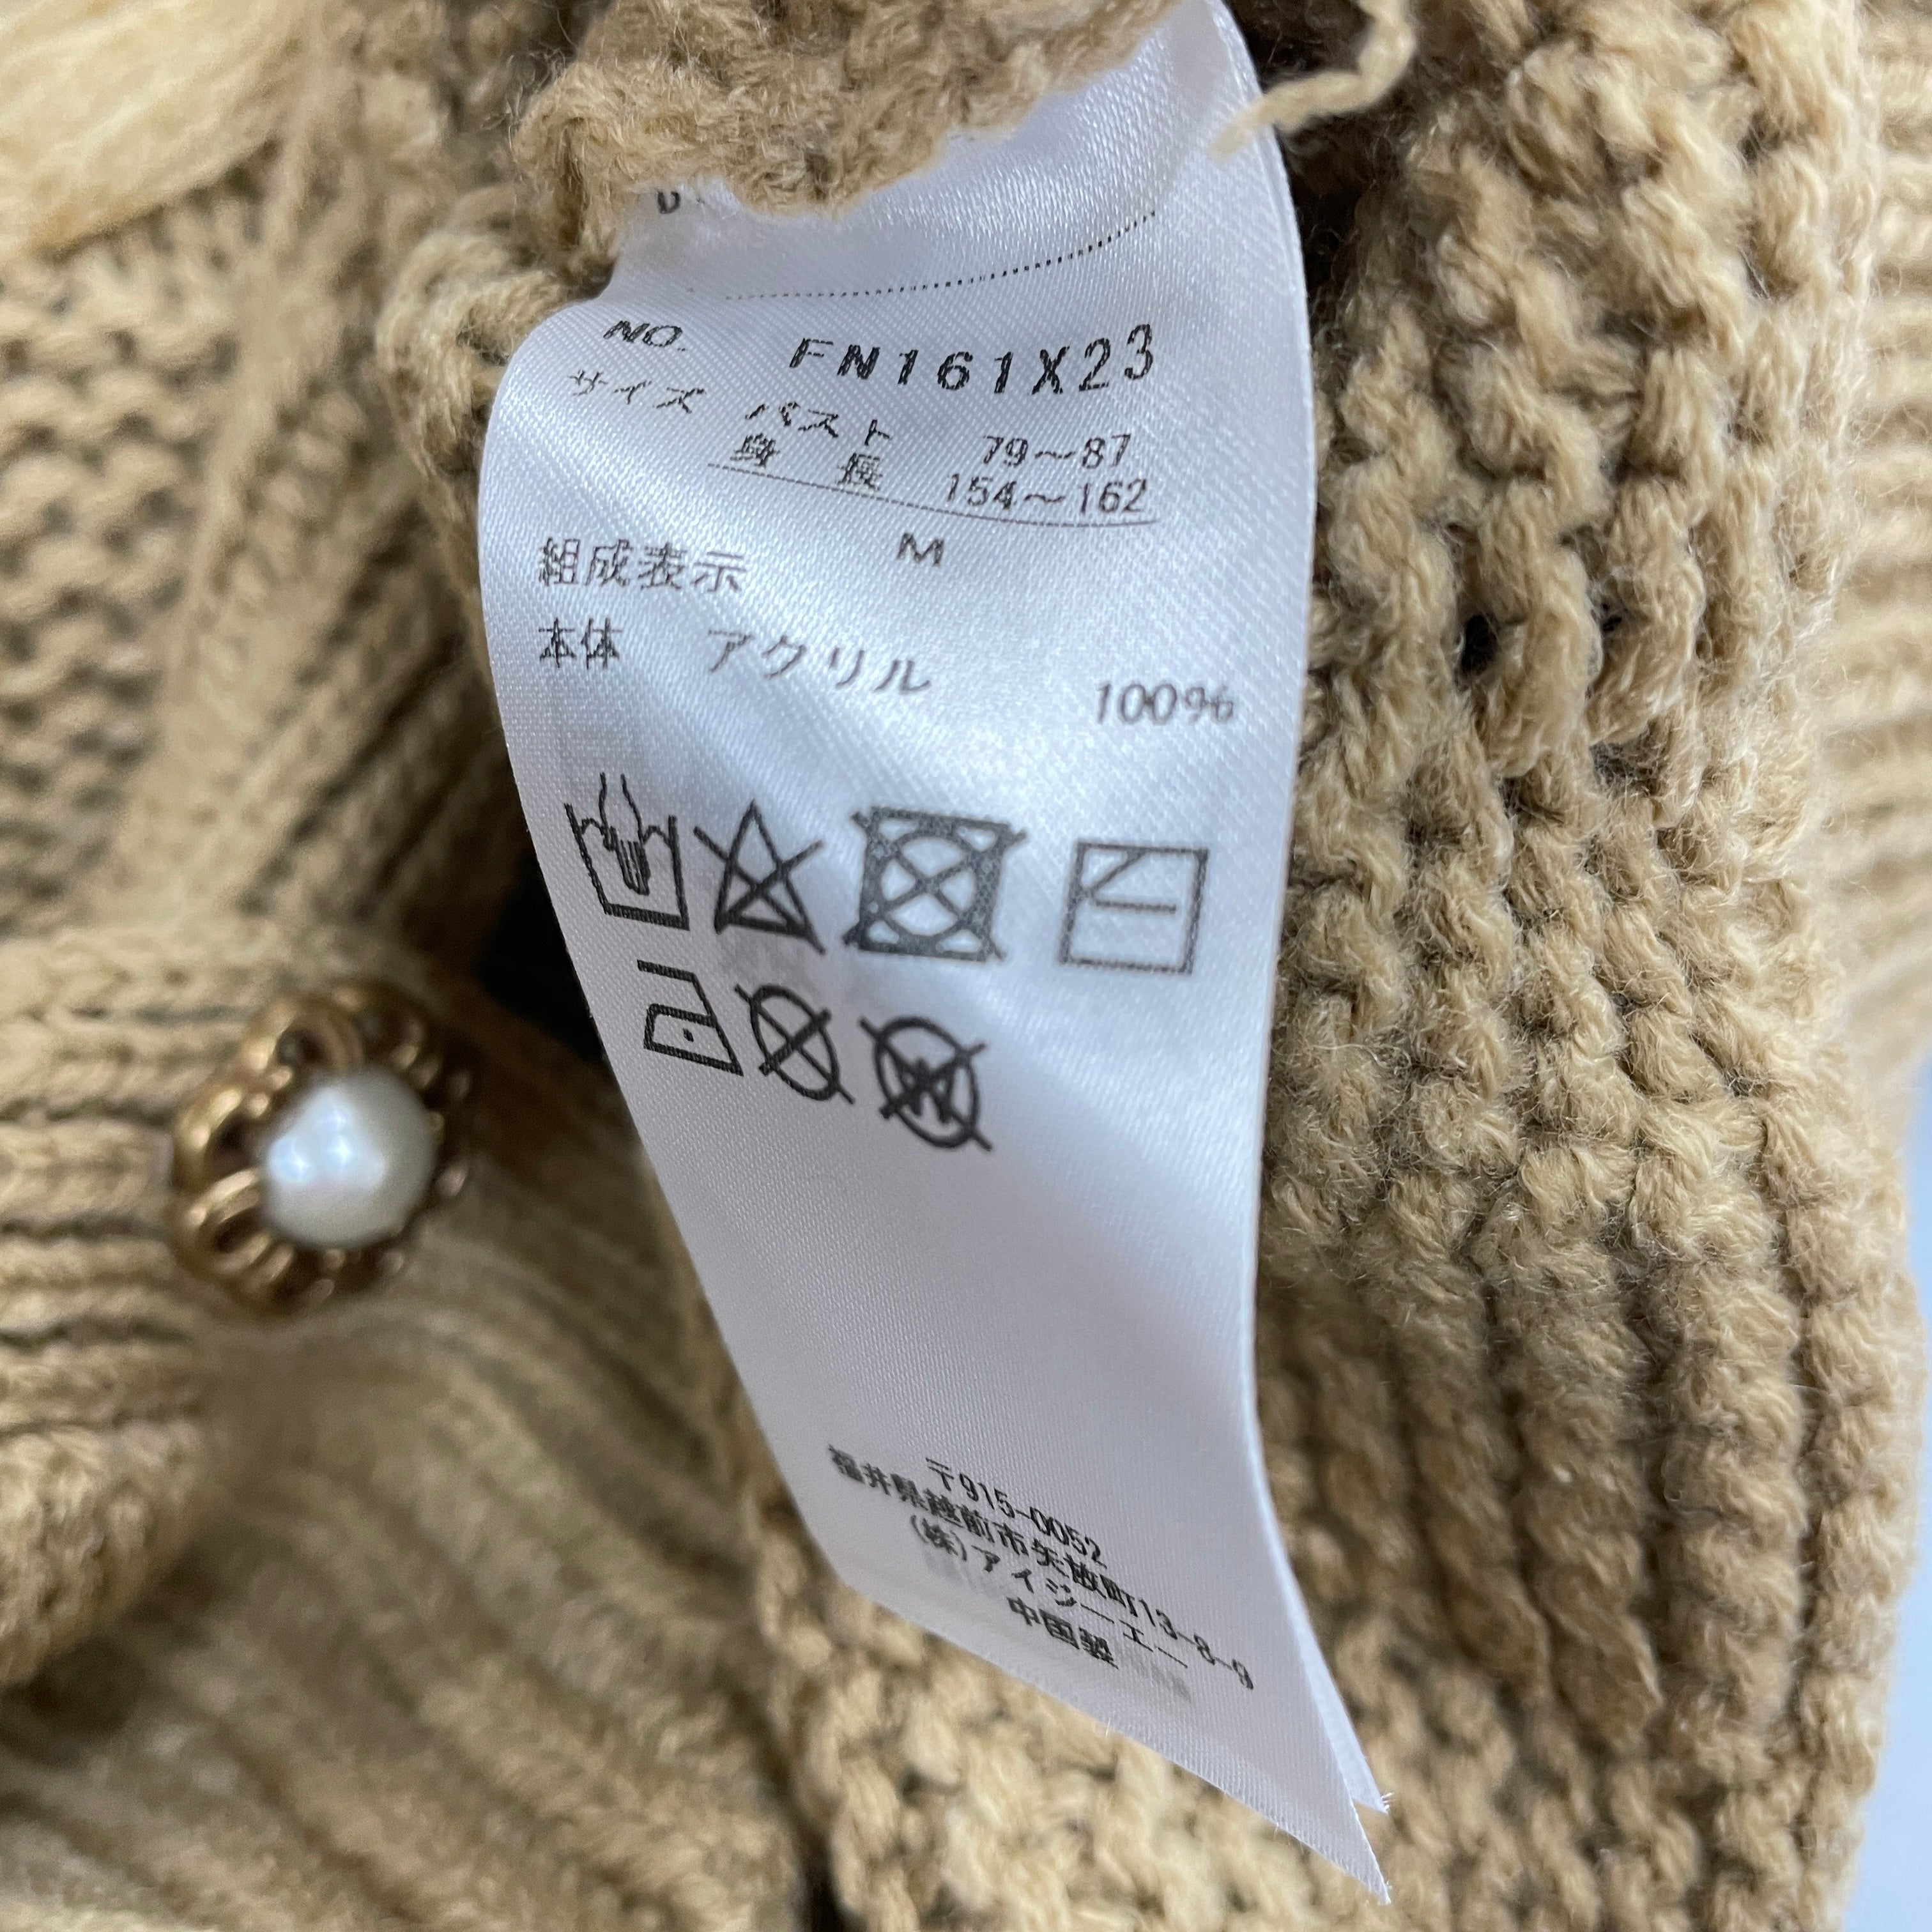 NO. FN161X23
サイズ バスト 79～87
身 長 154～162
M
組成表示
本体 アクリル 100%
W
〒915-0052
福井県越前市矢放町13-8-9
(株)アイジーエー
中国製